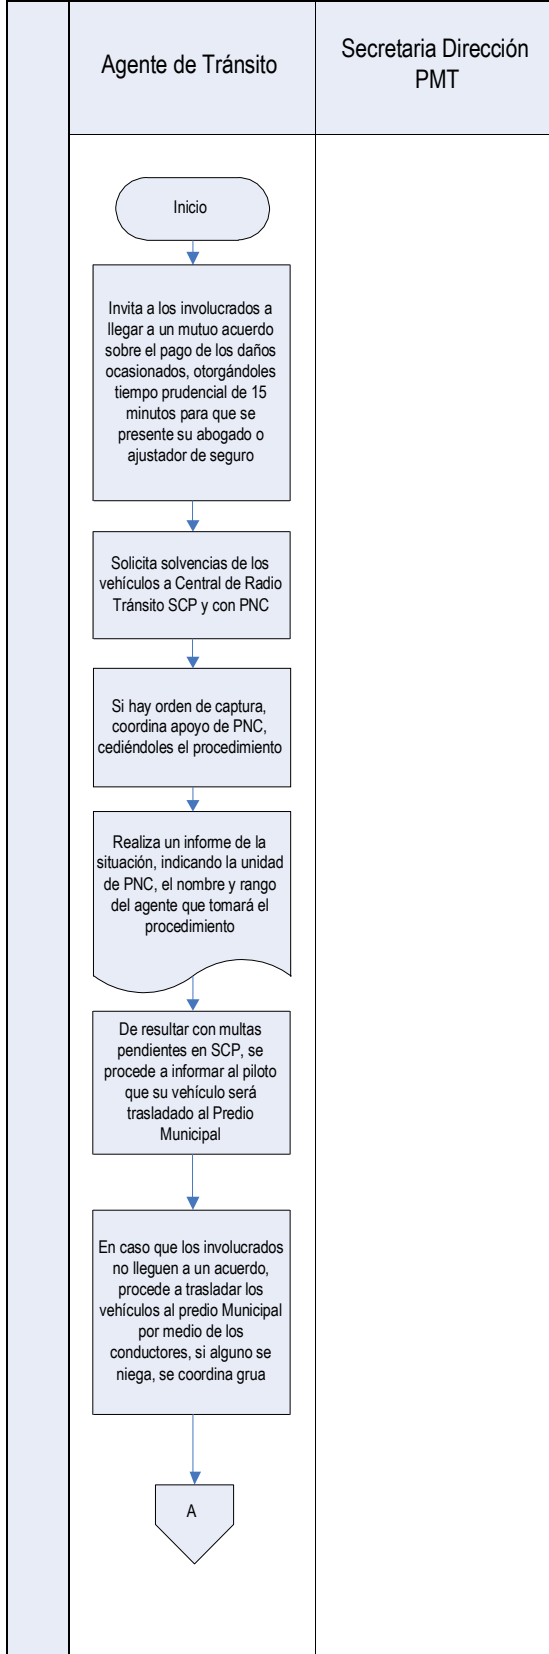 Agente de Tránsito
Secretaria Dirección
PMT
Inicio
Invita a los involucrados a
llegar a un mutuo acuerdo
sobre el pago de los daños
ocasionados, otorgándoles
tiempo prudencial de 15
minutos para que se
presente su abogado o
ajustador de seguro
Solicita solvencias de los
vehículos a Central de Radio
Tránsito SCP y con PNC
Si hay orden de captura,
coordina apoyo de PNC,
cediéndoles el procedimiento
Realiza un informe de la
situación, indicando la unidad
de PNC, el nombre y rango
del agente que tomará el
procedimiento
De resultar con multas
pendientes en SCP, se
procede a informar al piloto
que su vehículo será
trasladado al Predio
Municipal
En caso que los involucrados
no lleguen a un acuerdo,
procede a trasladar los
vehículos al predio Municipal
por medio de los
conductores, si alguno se
niega, se coordina grua
A